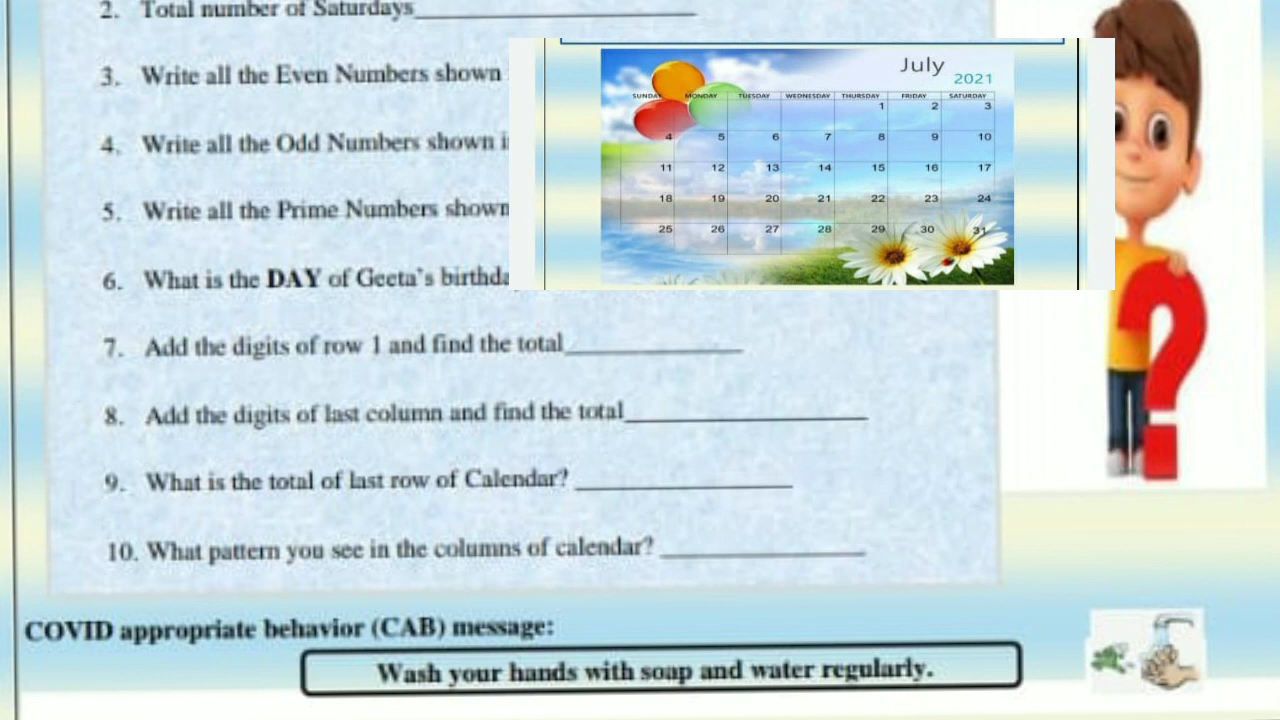 2. Total number of Saturdays
3. Write all the Even Numbers shown
4. Write all the Odd Numbers shown
5. Write all the Prime Numbers shown
6. What is the DAY of Geeta's
7. Add the digits of row 1 and find the total
8. Add the digits of last column and find the total
9. What is the total of last row of Calendar?
10. What pattern you see in the columns of calendar?
July
2021
SUNDAY MONDAY TUESDAY WEDNESDAY THURSDAY FRIDAY SATURDAY
1 2 3
4 5 6 7 8 9 10
11 12 13 14 15 16 17
18 19 20 21 22 23 24
25 26 27 28 29 30 31
COVID appropriate behavior (CAB) message:
Wash your hands with soap and water regularly.